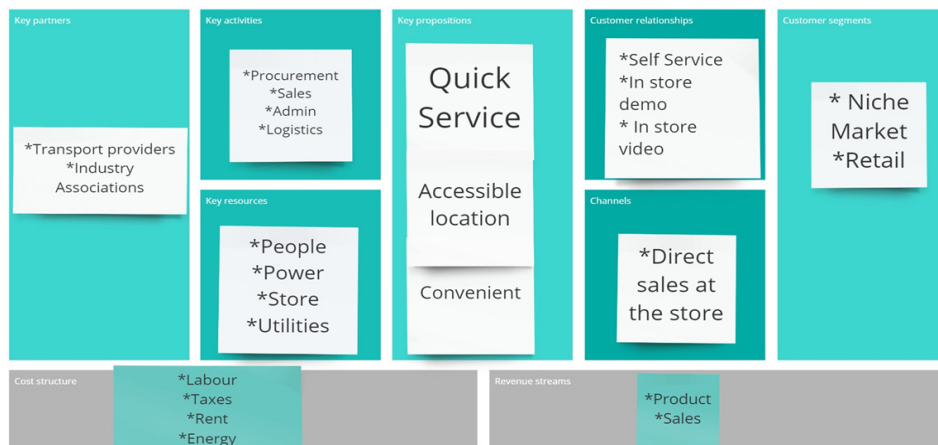 Key partners
*Transport providers
*Industry
Associations
Key activities
*Procurement
*Sales
*Admin
*Logistics
Key resources
*People
*Power
*Store
*Utilities
Key propositions
Quick
Service
Accessible
location
Convenient
Customer relationships
*Self Service
*In store
demo
* In store
video
Channels
*Direct
sales at
the store
Customer segments
* Niche
Market
*Retail
Cost structure
*Labour
*Taxes
*Rent
*Energy
Revenue streams
*Product
*Sales